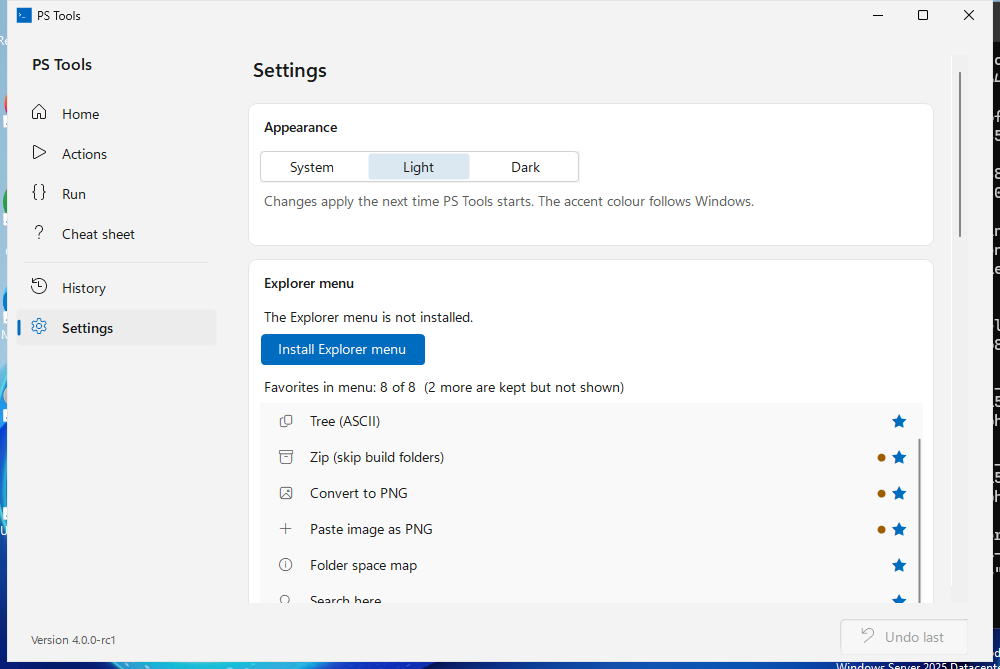 PS Tools
PS Tools
Settings
Home
Actions
Run
Cheat sheet
History
Settings
Appearance
System
Light
Dark
Changes apply the next time PS Tools starts. The accent colour follows Windows.
Explorer menu
The Explorer menu is not installed.
Install Explorer menu
Favorites in menu: 8 of 8 (2 more are kept but not shown)
Tree (ASCII)
Zip (skip build folders)
Convert to PNG
Paste image as PNG
Folder space map
Search here
Version 4.0.0-rc1
Undo last
Windows Server 2025 Datacent